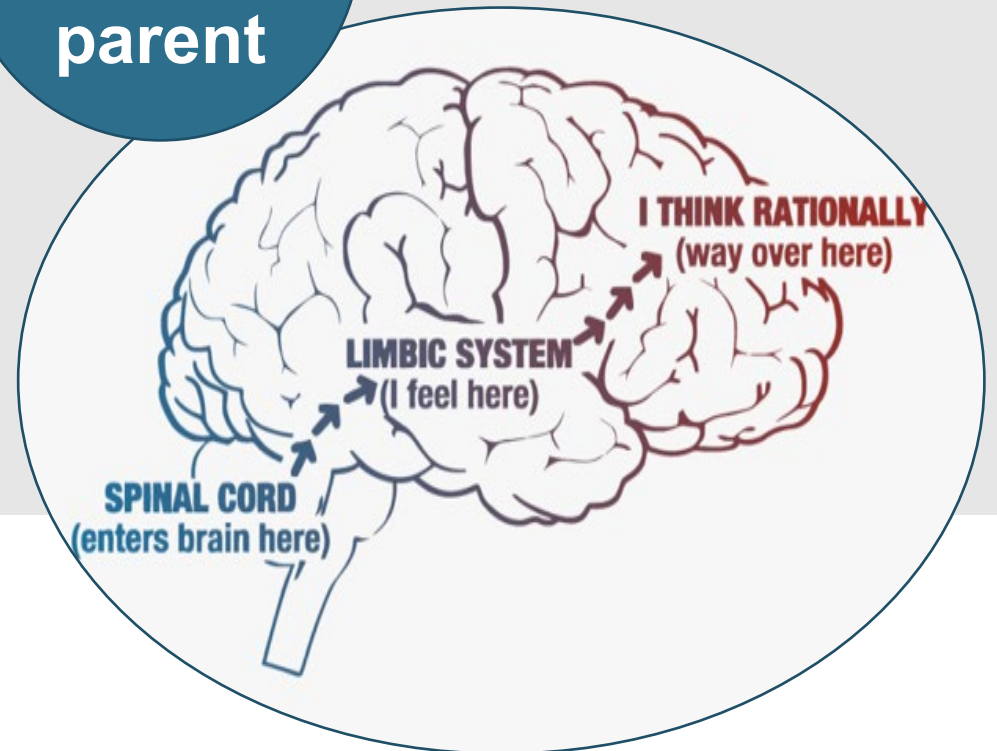 parent
I THINK RATIONALLY
(way over here)
LIMBIC SYSTEM
(I feel here)
SPINAL CORD
(enters brain here)